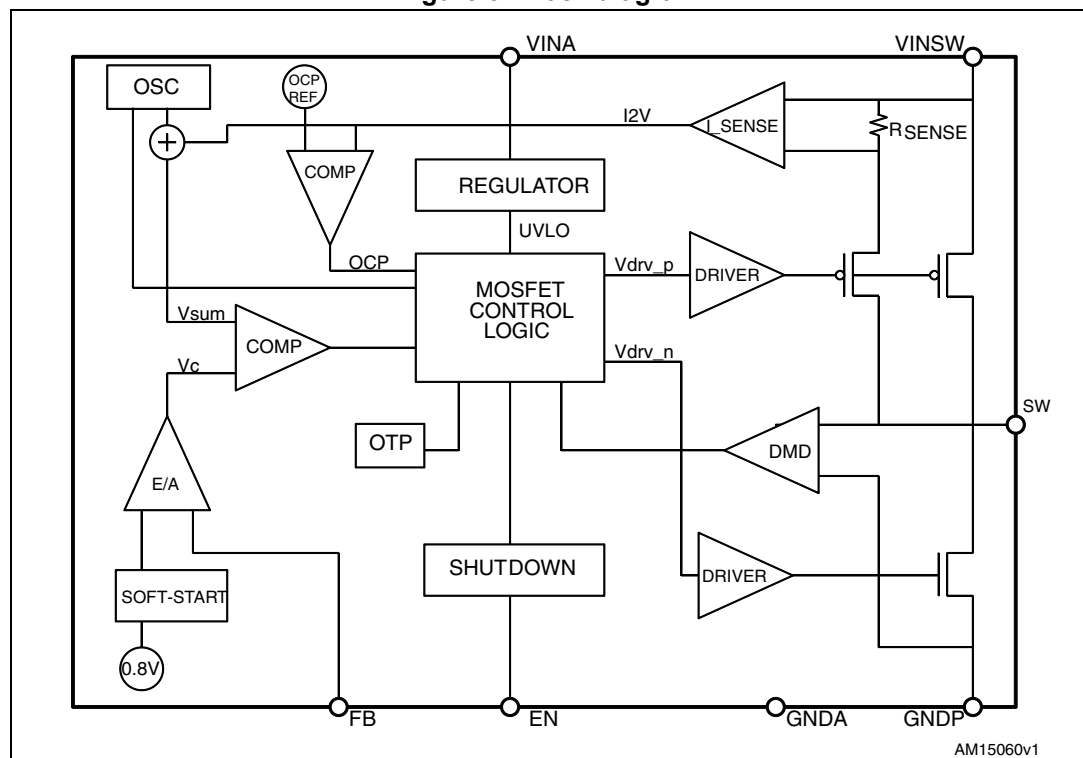 VINA
VINSW
OSC
OCP
REF
I2V
I_SENSE
RSENSE
+
COMP
REGULATOR
UVLO
OCP
MOSFET
CONTROL
LOGIC
Vdrv_p
DRIVER
Vsum
COMP
Vdrv_n
Vc
SW
OTP
DMD
E/A
SHUTDOWN
DRIVER
SOFT-START
0.8V
FB
EN
GNDA
GNDP
AM15060v1